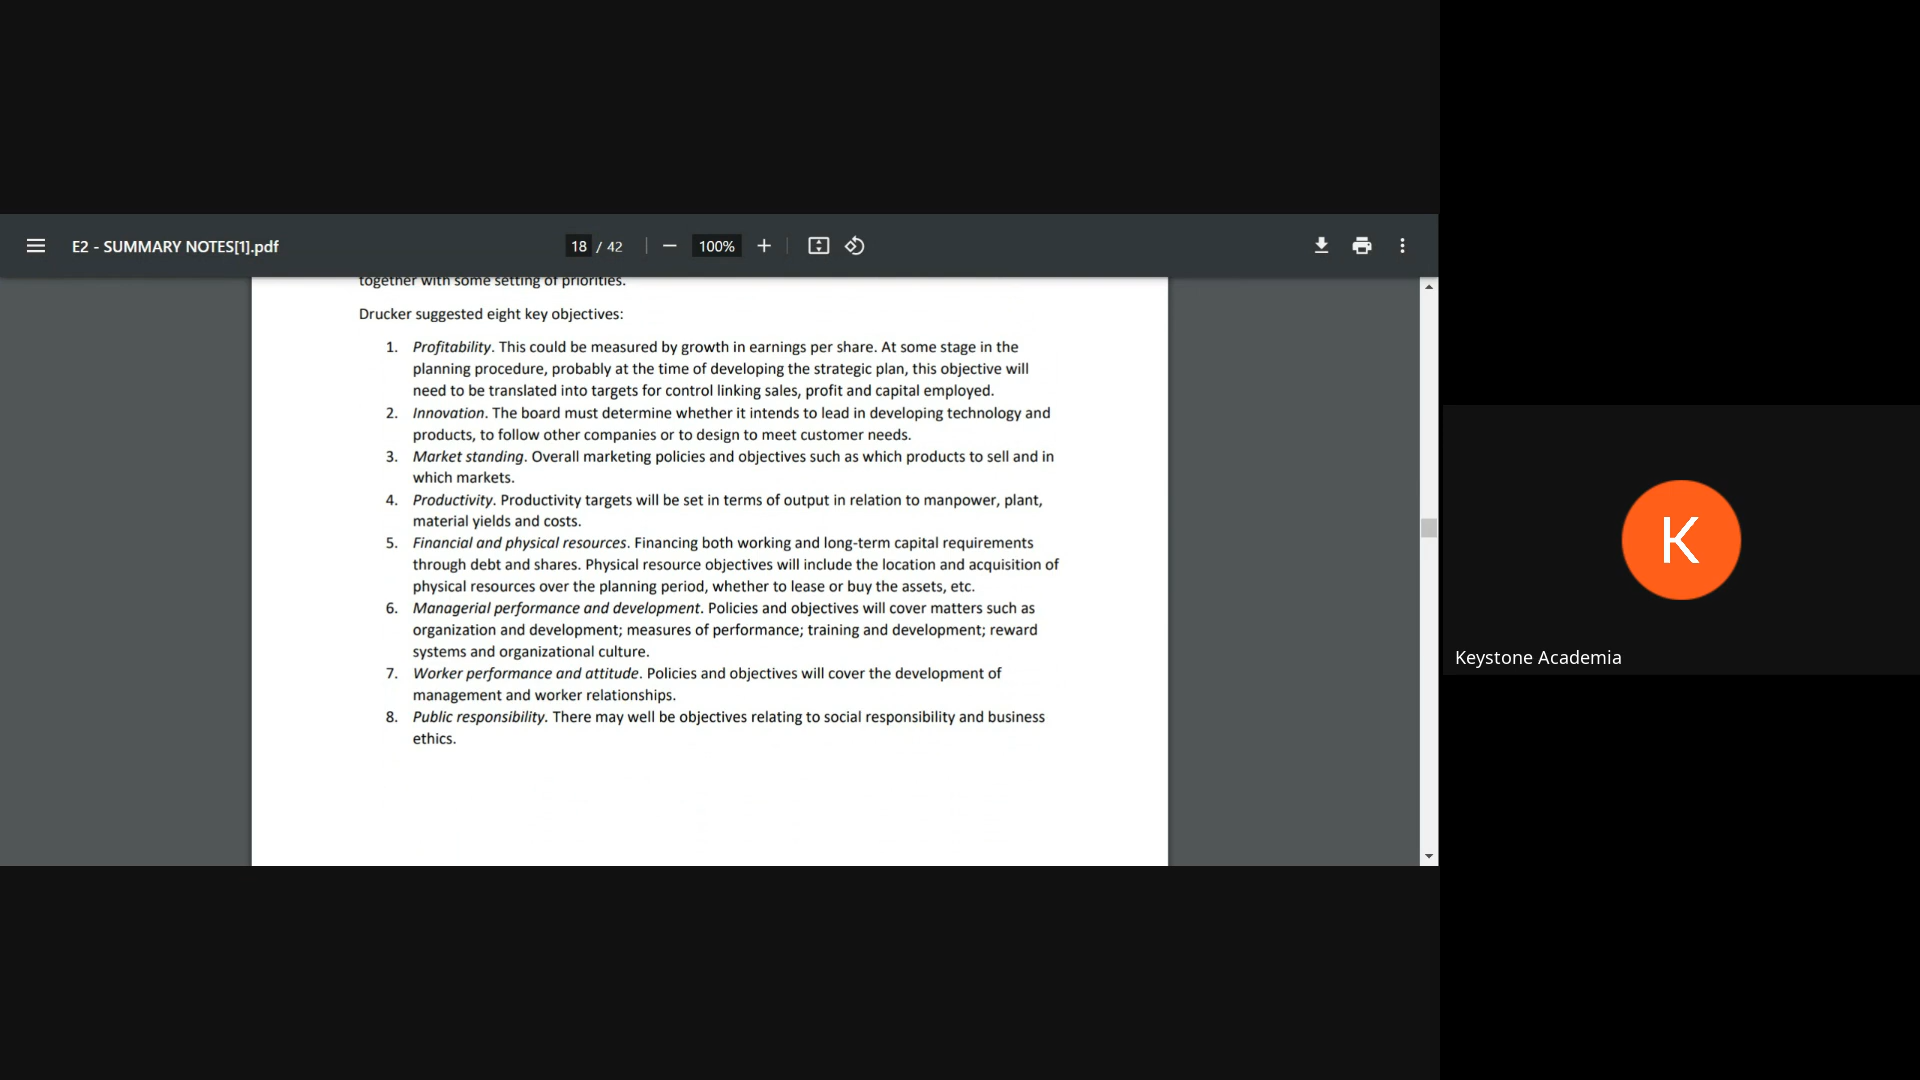 E2 - SUMMARY NOTES[1].pdf
18 / 42
100%
together with some setting of priorities.
Drucker suggested eight key objectives:
1. Profitability. This could be measured by growth in earnings per share. At some stage in the
planning procedure, probably at the time of developing the strategic plan, this objective will
need to be translated into targets for control linking sales, profit and capital employed.
2. Innovation. The board must determine whether it intends to lead in developing technology and
products, to follow other companies or to design to meet customer needs.
3. Market standing. Overall marketing policies and objectives such as which products to sell and in
which markets.
4. Productivity. Productivity targets will be set in terms of output in relation to manpower, plant,
material yields and costs.
5. Financial and physical resources. Financing both working and long-term capital requirements
through debt and shares. Physical resource objectives will include the location and acquisition of
physical resources over the planning period, whether to lease or buy the assets, etc.
6. Managerial performance and development. Policies and objectives will cover matters such as
organization and development; measures of performance; training and development; reward
systems and organizational culture.
7. Worker performance and attitude. Policies and objectives will cover the development of
management and worker relationships.
8. Public responsibility. There may well be objectives relating to social responsibility and business
ethics.
K
Keystone Academia